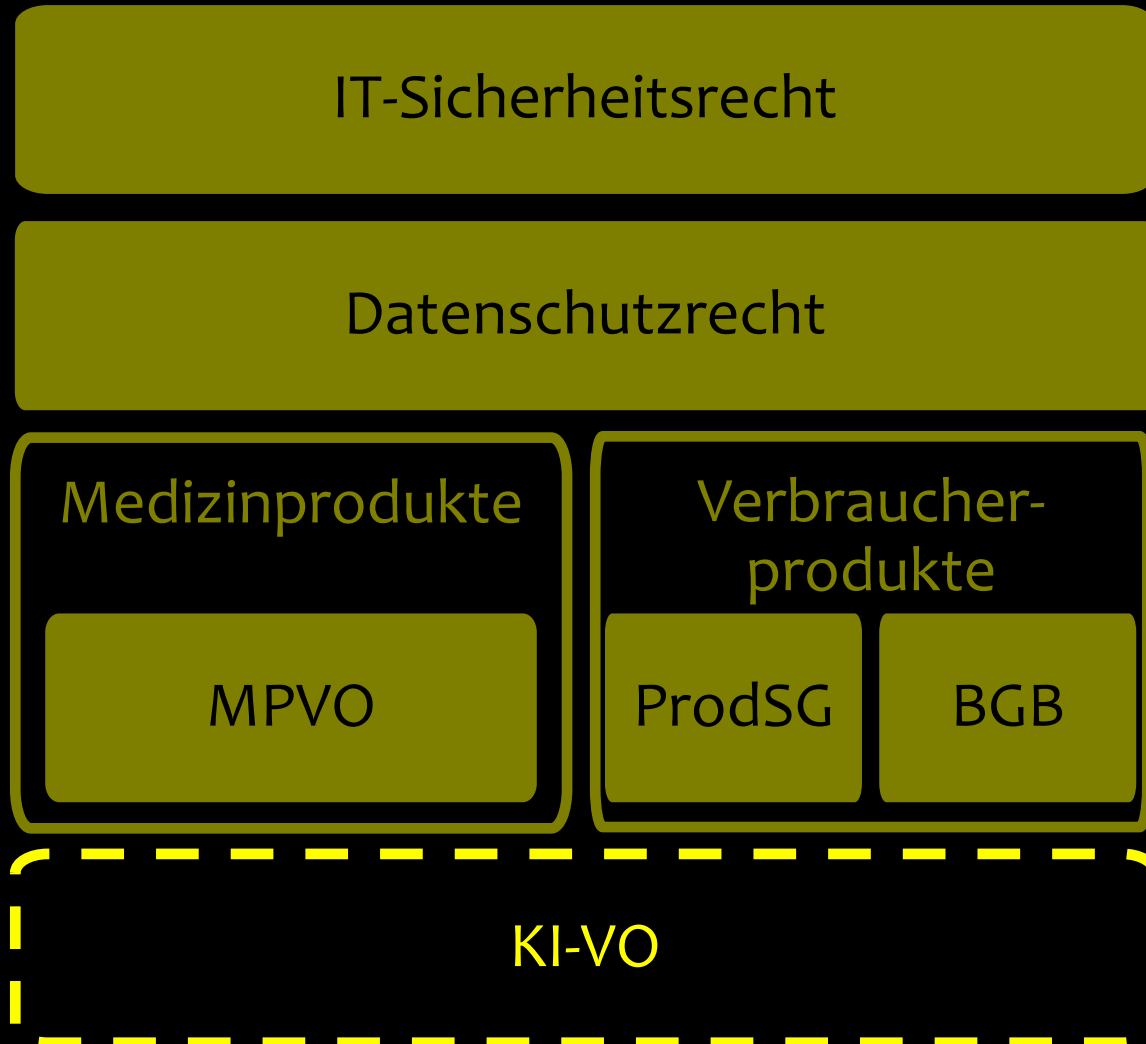 IT-Sicherheitsrecht
Datenschutzrecht
Medizinprodukte
MPVO
Verbraucher-
produkte
ProdSG
BGB
KI-VO